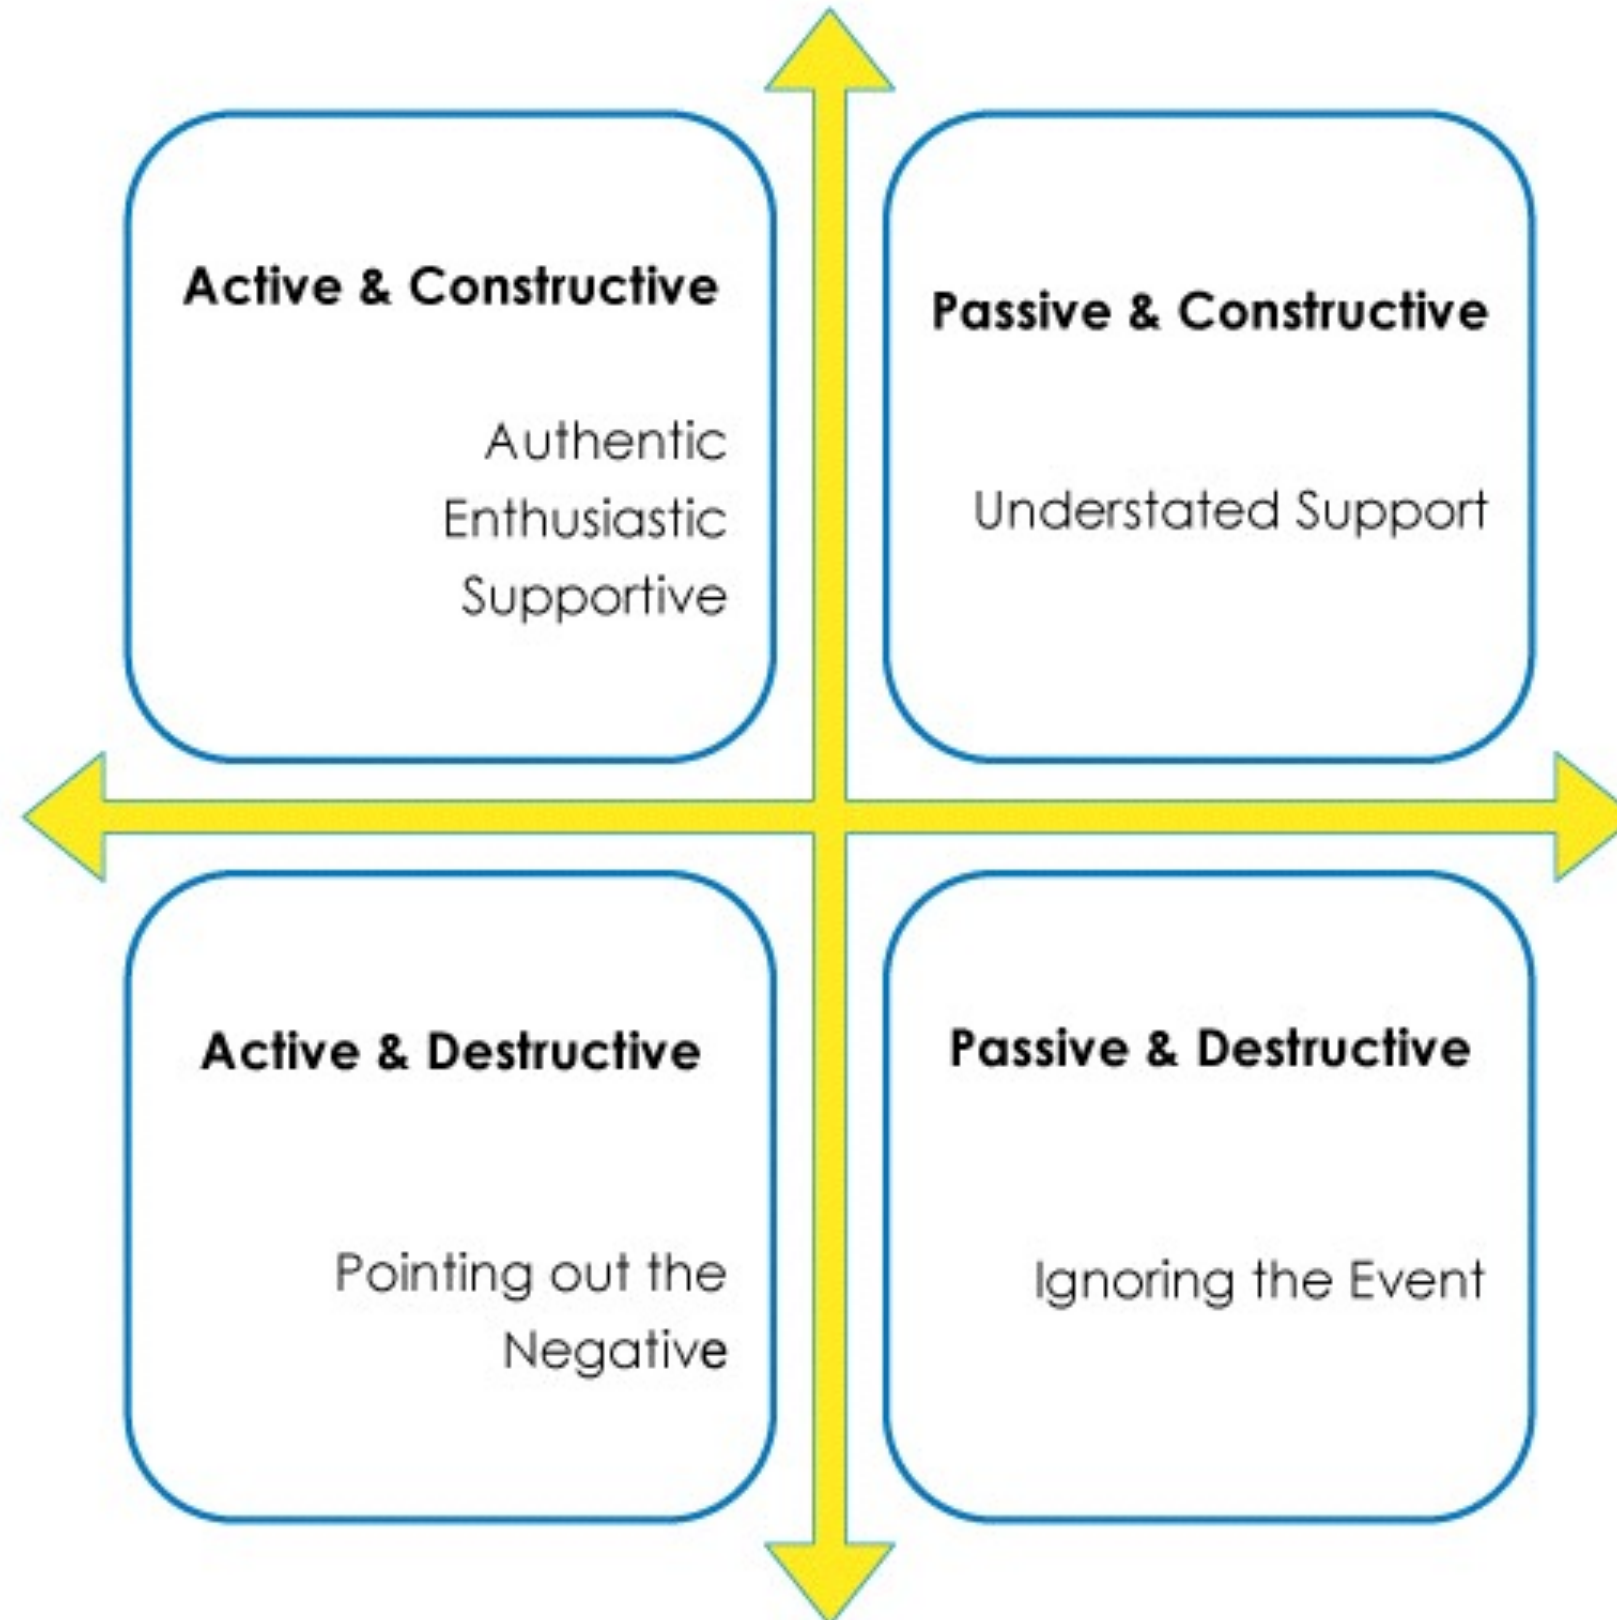 Active & Constructive
Authentic
Enthusiastic
Supportive
Passive & Constructive
Understated Support
Active & Destructive
Pointing out the
Negative
Passive & Destructive
Ignoring the Event